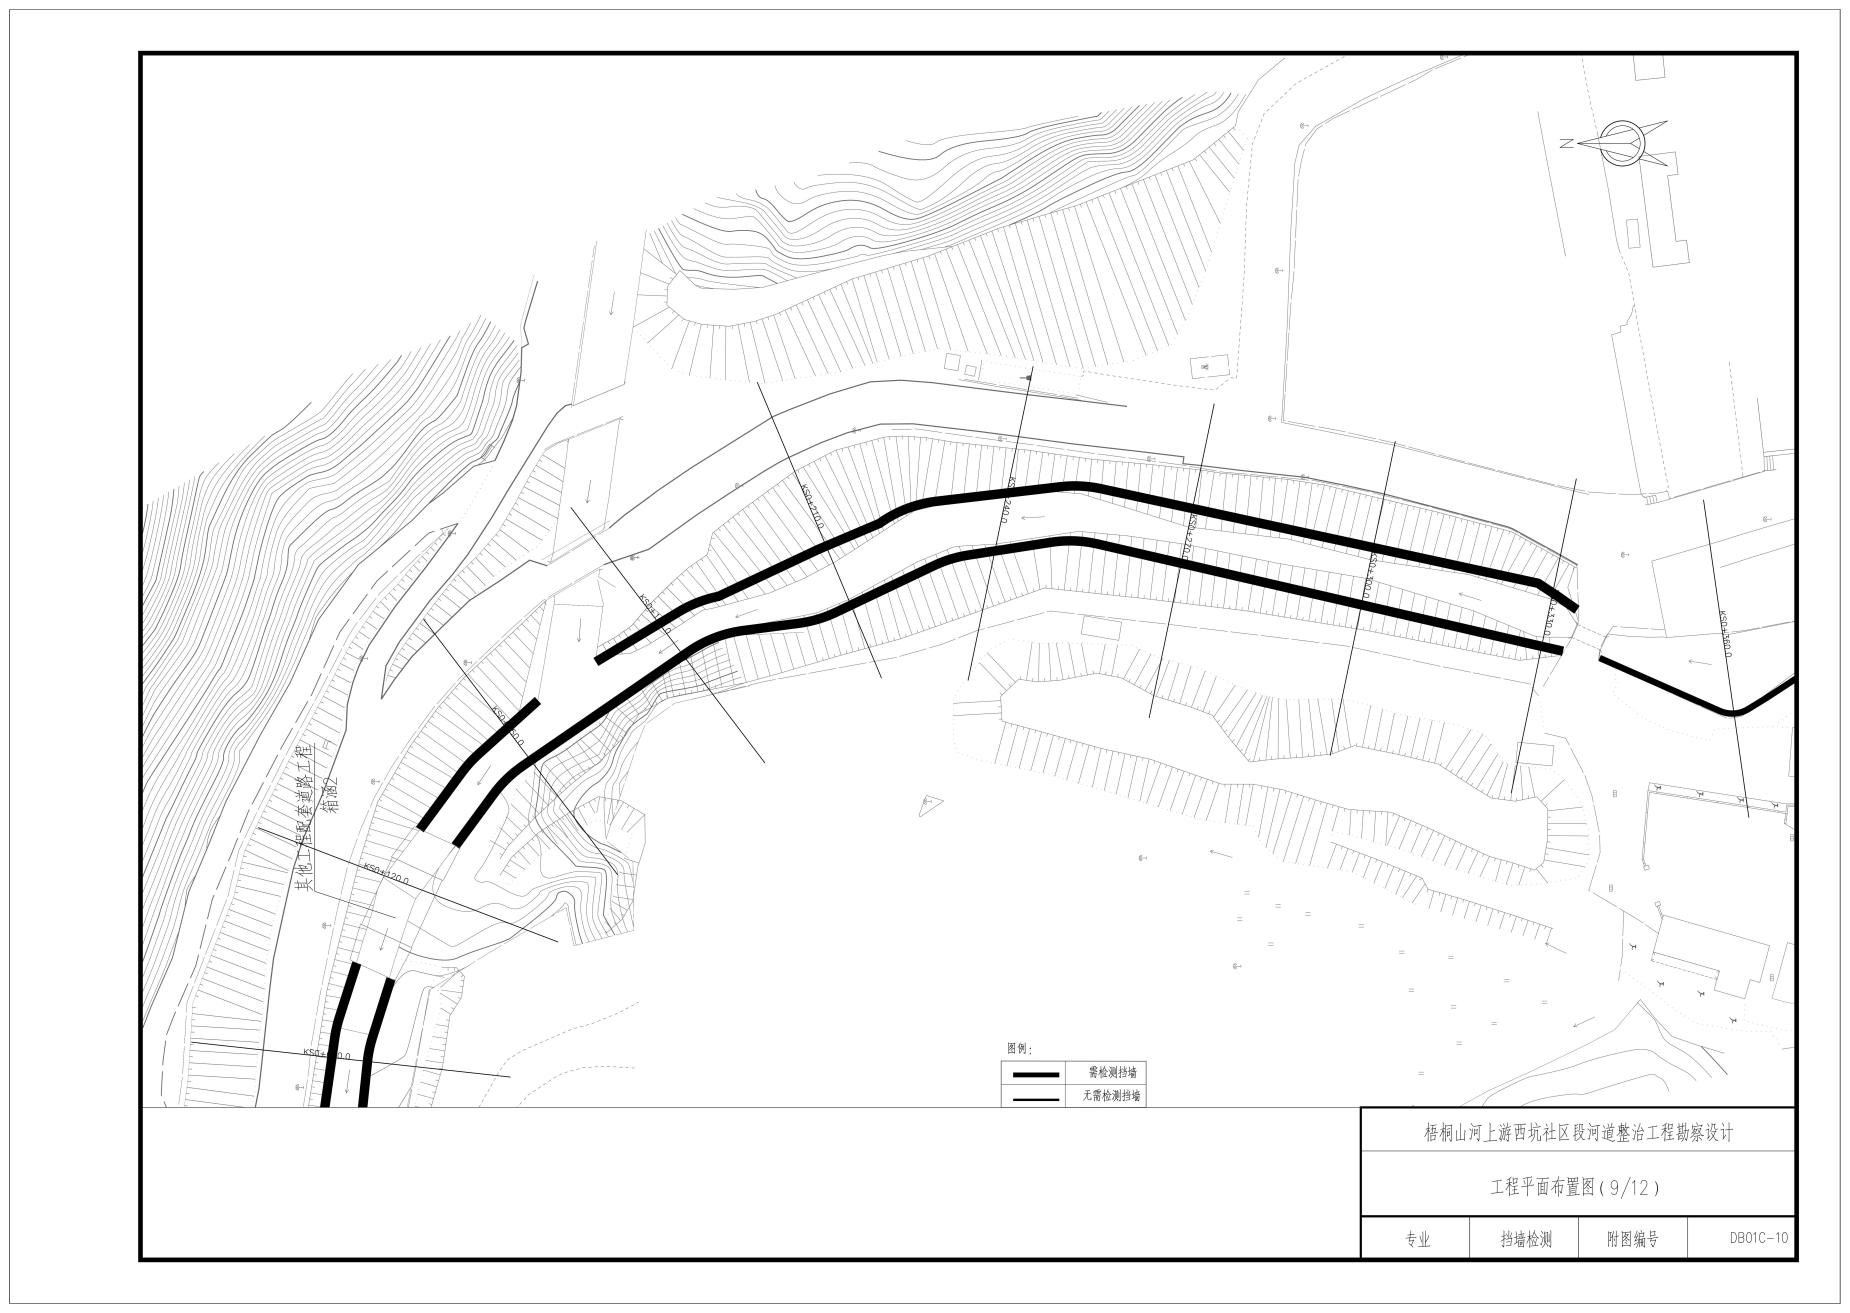 N
KS0+210.0
KS0+240.0
KS0+270.0
KS0+300.0
KS0+330.0
KS0+360.0
KS0+120.0
其他工程配套道路工程
箱涵2
图例：
需检测挡墙
无需检测挡墙
梧桐山河上游西坑社区段河道整治工程勘察设计
工程平面布置图(9/12)
专业 挡墙检测 附图编号 DB01C-10